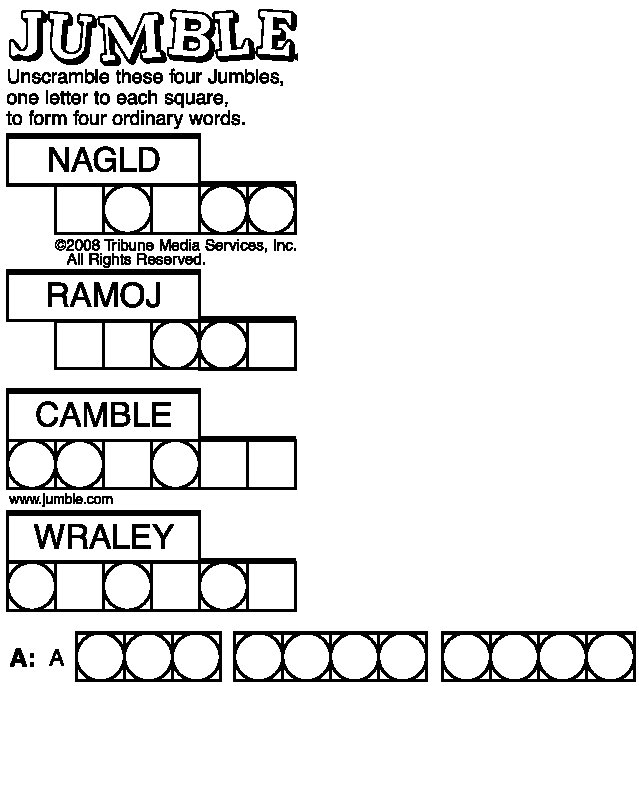 JUMBLE
Unscramble these four Jumbles,
one letter to each square,
to form four ordinary words.
NAGLD
©2008 Tribune Media Services, Inc.
All Rights Reserved.
RAMOJ
CAMBLE
www.jumble.com
WRALEY
A: A